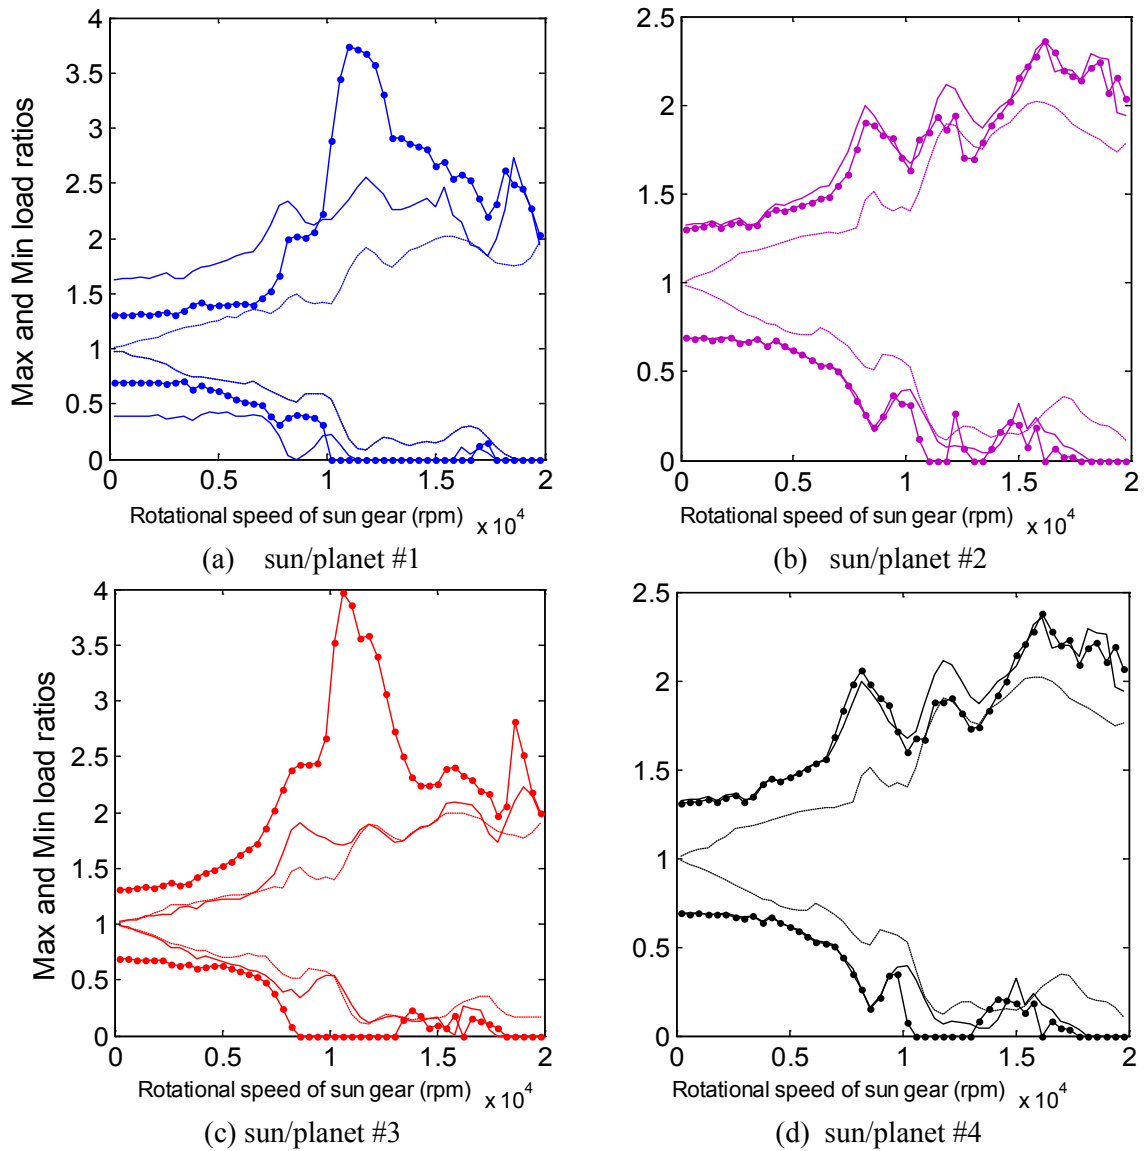 4
3.5
3
2.5
2
1.5
1
0.5
0
Max and Min load ratios
0 0.5 1 1.5 2
Rotational speed of sun gear (rpm) x 10^4
(a) sun/planet #1
2.5
2
1.5
1
0.5
0
0 0.5 1 1.5 2
Rotational speed of sun gear (rpm) x 10^4
(b) sun/planet #2
4
3.5
3
2.5
2
1.5
1
0.5
0
Max and Min load ratios
0 0.5 1 1.5 2
Rotational speed of sun gear (rpm) x 10^4
(c) sun/planet #3
2.5
2
1.5
1
0.5
0
0 0.5 1 1.5 2
Rotational speed of sun gear (rpm) x 10^4
(d) sun/planet #4